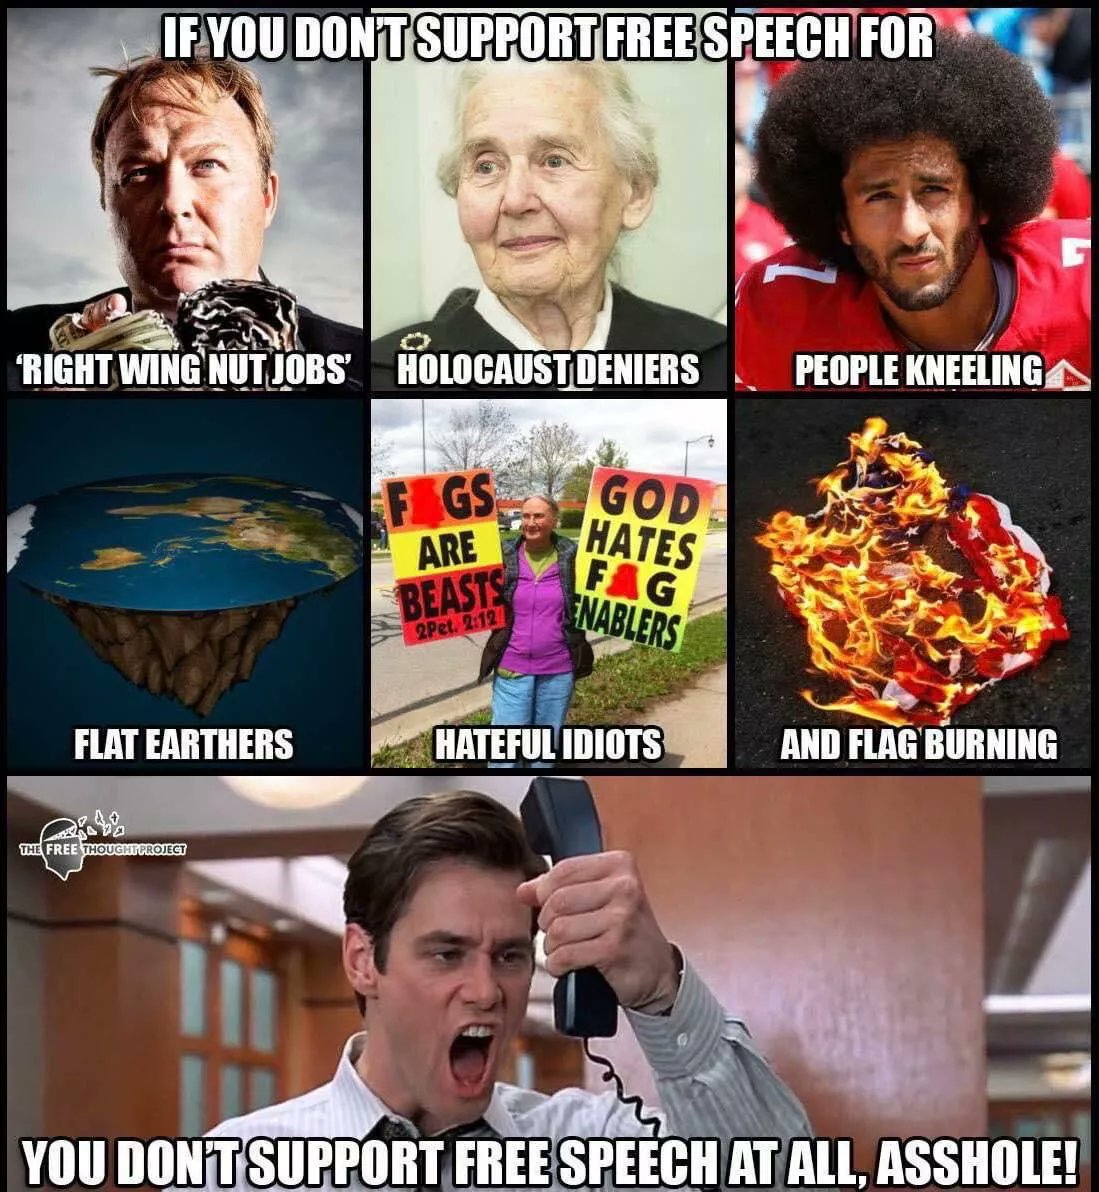 IF YOU DON'T SUPPORT FREE SPEECH FOR
'RIGHT WING NUT JOBS'
HOLOCAUST DENIERS
PEOPLE KNEELING
7
F GS
ARE
BEASTS
2Pet. 2:12
GOD
HATES
F G
ENABLERS
FLAT EARTHERS
HATEFUL IDIOTS
AND FLAG BURNING
THE FREE THOUGHT PROJECT
YOU DON'T SUPPORT FREE SPEECH AT ALL, ASSHOLE!